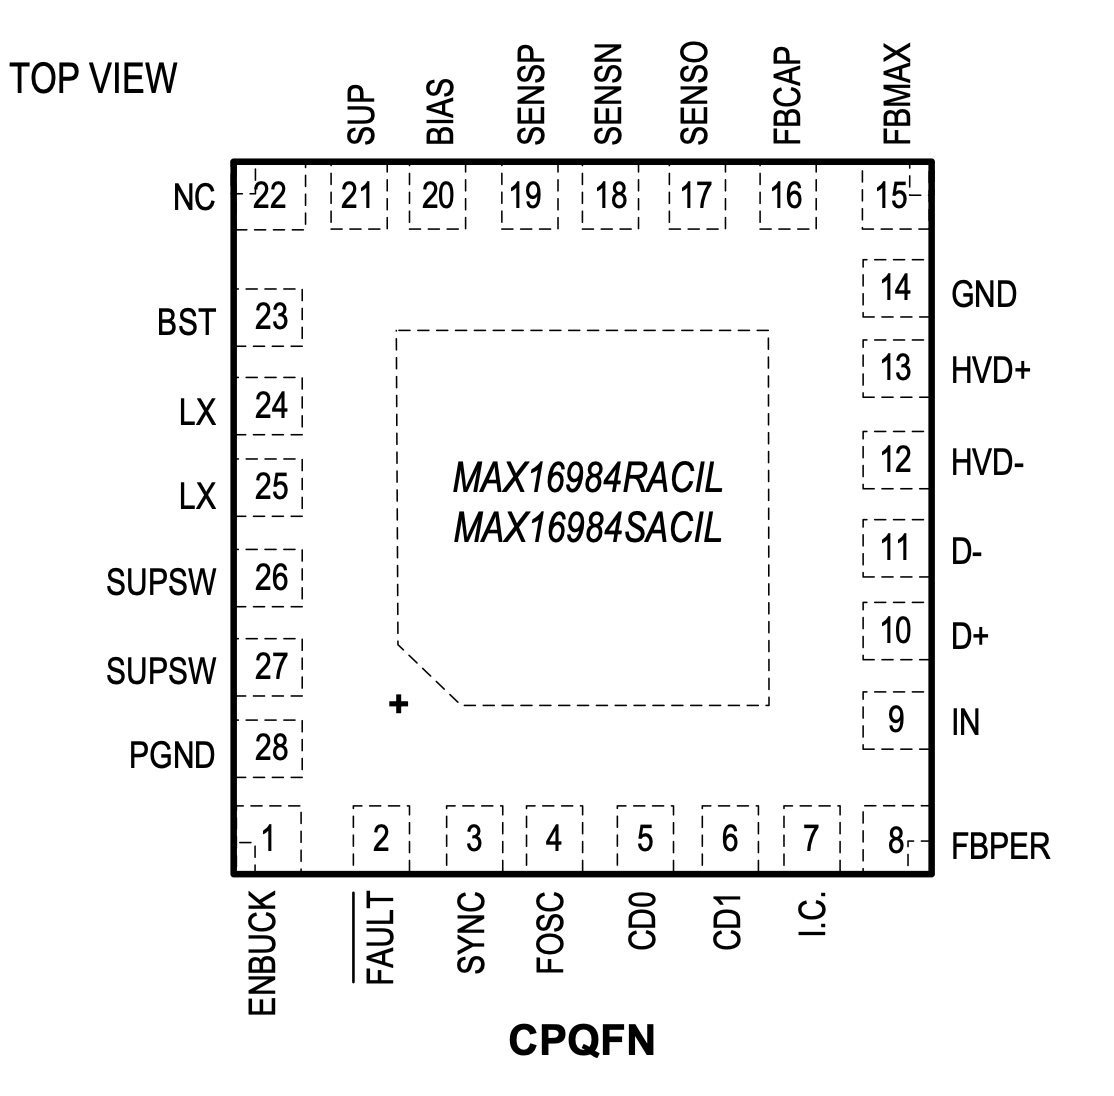 TOP VIEW
SUP
BIAS
SENSP
SENSN
SENSO
FBCAP
FBMAX
NC
22
21
20
19
18
17
16
15
14
GND
BST
23
13
HVD+
LX
24
12
HVD-
MAX16984RACIL
LX
25
MAX16984SACIL
11
D-
SUPSW
26
10
D+
SUPSW
27
+
9
IN
PGND
28
1
2
3
4
5
6
7
8
FBPER
ENBUCK
FAULT
SYNC
FOSC
CD0
CD1
I.C.
CPQFN